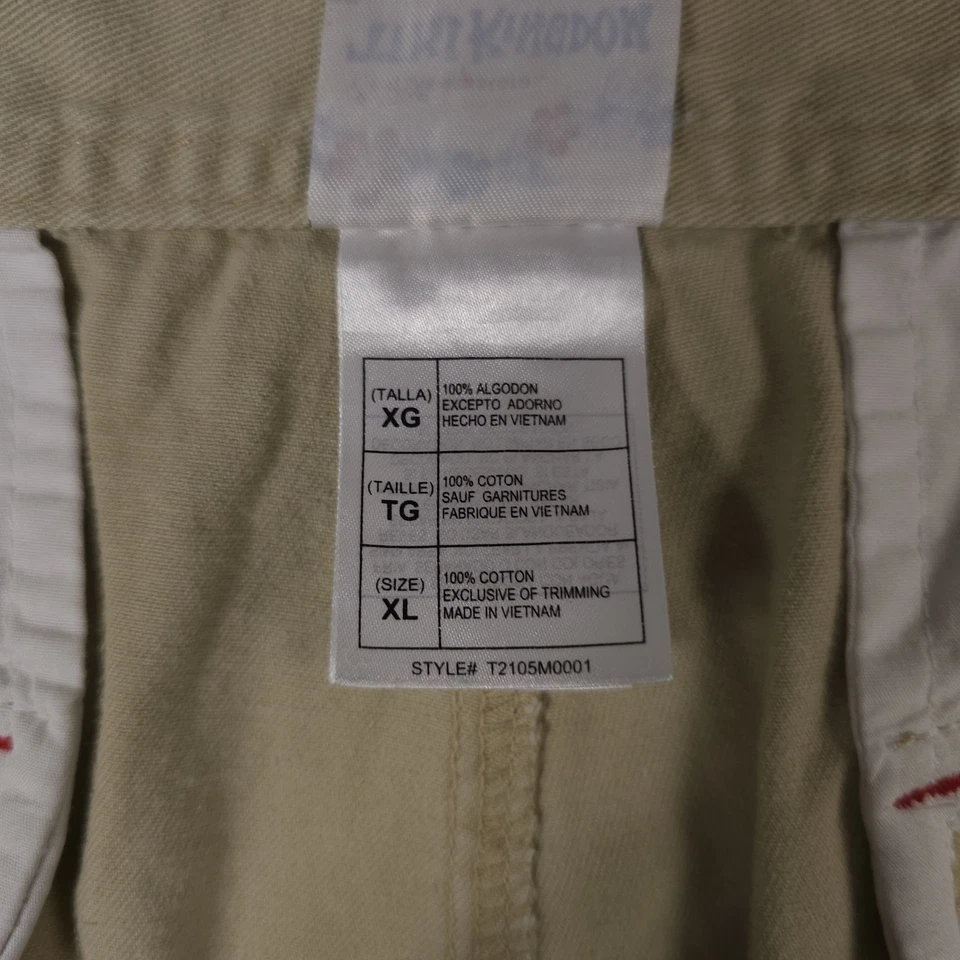 (TALLA)
XG
100% ALGODON
EXCEPTO ADORNO
HECHO EN VIETNAM
(TAILLE)
TG
100% COTON
SAUF GARNITURES
FABRIQUE EN VIETNAM
(SIZE)
XL
100% COTTON
EXCLUSIVE OF TRIMMING
MADE IN VIETNAM
STYLE# T2105M0001